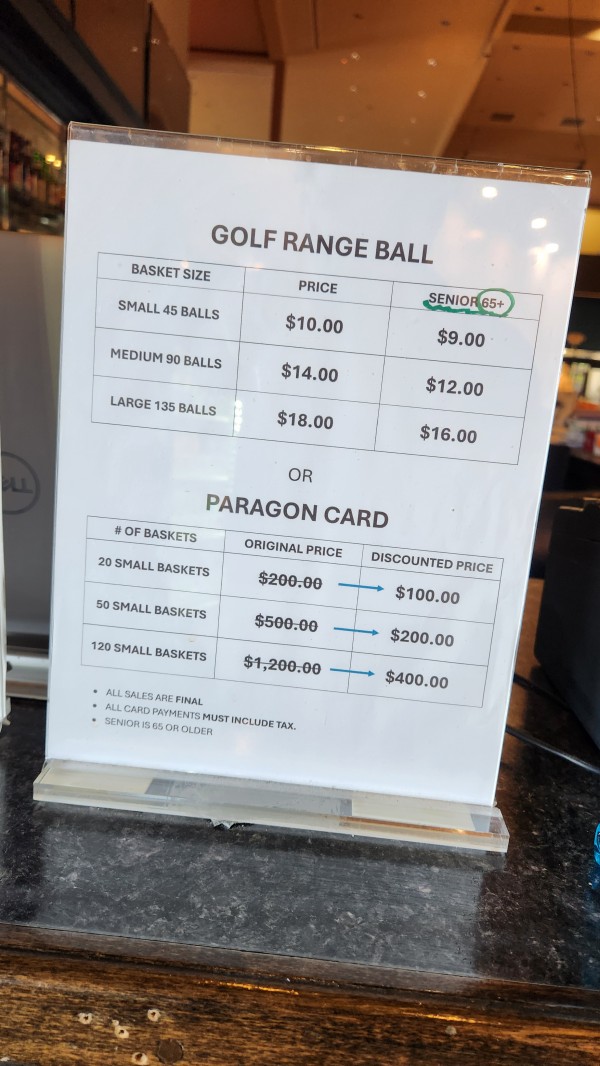 GOLF RANGE BALL
BASKET SIZE PRICE SENIOR 65+
SMALL 45 BALLS $10.00 $9.00
MEDIUM 90 BALLS $14.00 $12.00
LARGE 135 BALLS $18.00 $16.00
OR
PARAGON CARD
# OF BASKETS ORIGINAL PRICE DISCOUNTED PRICE
20 SMALL BASKETS $200.00 $100.00
50 SMALL BASKETS $500.00 $200.00
120 SMALL BASKETS $1,200.00 $400.00
• ALL SALES ARE FINAL
• ALL CARD PAYMENTS MUST INCLUDE TAX.
• SENIOR IS 65 OR OLDER